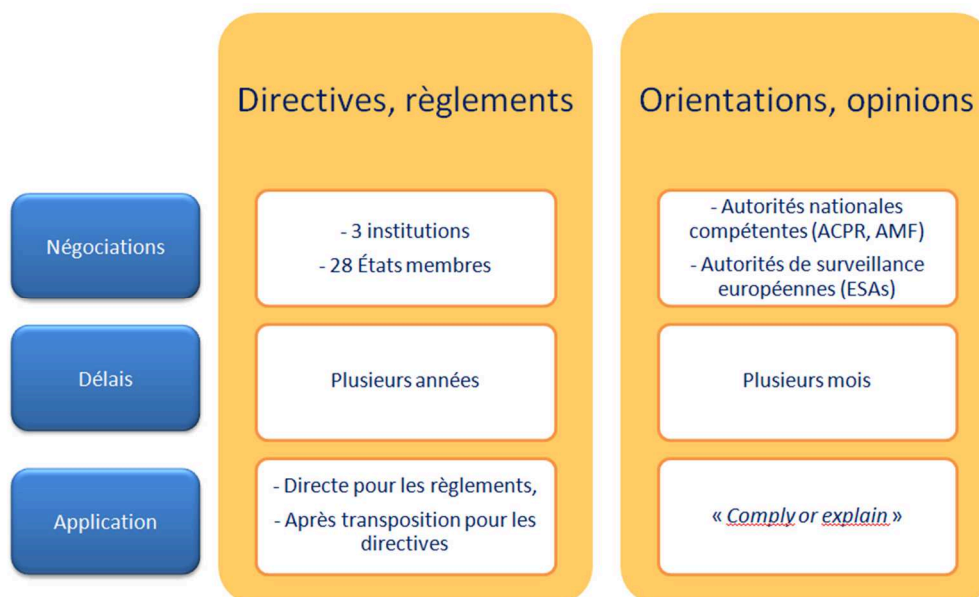 Directives, règlements
Orientations, opinions
Négociations
- 3 institutions
- 28 États membres
- Autorités nationales
compétentes (ACPR, AMF)
- Autorités de surveillance
européennes (ESAs)
Délais
Plusieurs années
Plusieurs mois
Application
- Directe pour les règlements,
- Après transposition pour les
directives
« Comply or explain »